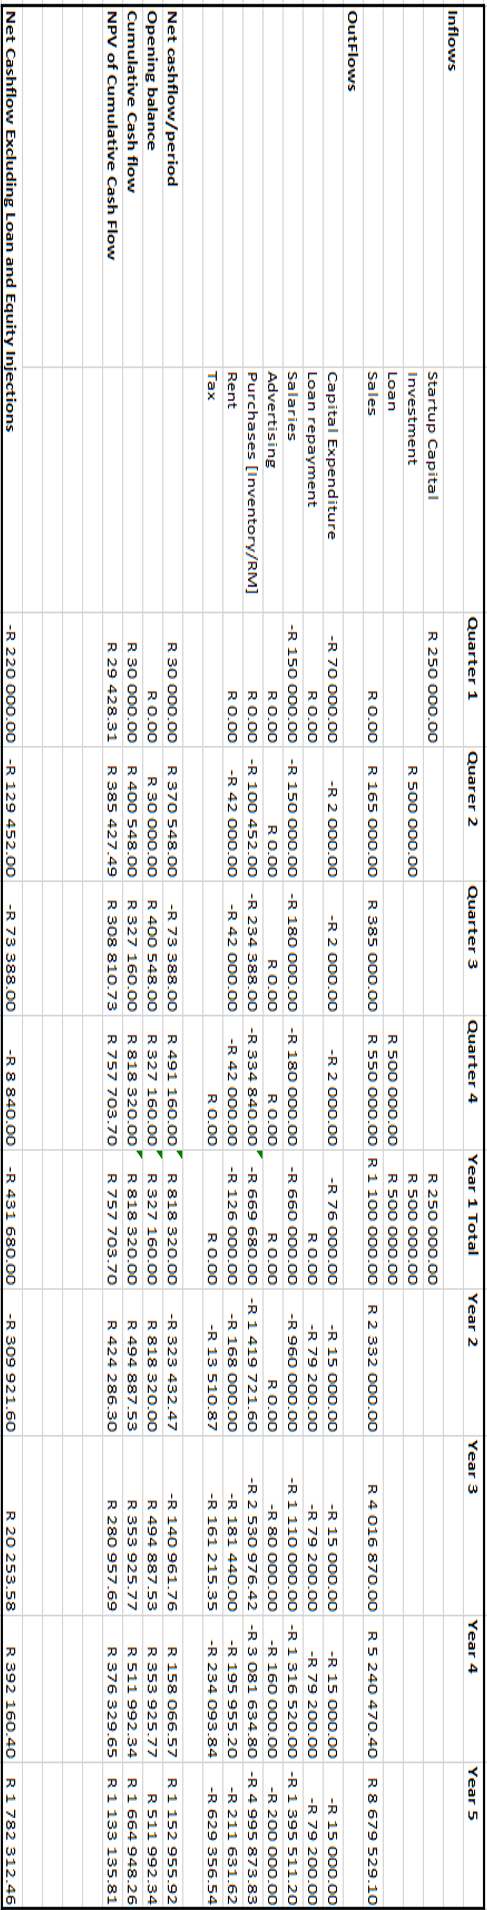 Quarter 1 Quarer 2 Quarter 3 Quarter 4 Year 1 Total Year 2 Year 3 Year 4 Year 5
Inflows
Startup Capital R 250 000.00 R 250 000.00
Investment R 500 000.00 R 500 000.00
Loan R 500 000.00 R 500 000.00
Sales R 0.00 R 165 000.00 R 385 000.00 R 550 000.00 R 1 100 000.00 R 2 332 000.00 R 4 016 870.00 R 5 240 470.40 R 8 679 529.10
OutFlows
Capital Expenditure -R 70 000.00 -R 2 000.00 -R 2 000.00 -R 2 000.00 -R 76 000.00 -R 15 000.00 -R 15 000.00 -R 15 000.00 -R 15 000.00
Loan repayment R 0.00 R 0.00 -R 79 200.00 -R 79 200.00 -R 79 200.00 -R 79 200.00
Salaries -R 150 000.00 -R 150 000.00 -R 180 000.00 -R 180 000.00 -R 660 000.00 -R 960 000.00 -R 1 110 000.00 -R 1 316 520.00 -R 1 395 511.20
Advertising R 0.00 R 0.00 R 0.00 R 0.00 R 0.00 R 0.00 -R 80 000.00 -R 160 000.00 -R 200 000.00
Purchases [Inventory/RM] R 0.00 -R 100 452.00 -R 234 388.00 -R 334 840.00 -R 669 680.00 -R 1 419 721.60 -R 2 530 976.42 -R 3 081 634.80 -R 4 995 873.83
Rent R 0.00 -R 42 000.00 -R 42 000.00 -R 42 000.00 -R 126 000.00 -R 168 000.00 -R 181 440.00 -R 195 955.20 -R 211 631.62
Tax R 0.00 R 0.00 -R 13 510.87 -R 161 215.35 -R 234 093.84 -R 629 356.54
Net cashflow/period R 30 000.00 R 370 548.00 -R 73 388.00 R 491 160.00 R 818 320.00 -R 323 432.47 -R 140 961.76 R 158 066.57 R 1 152 955.92
Opening balance R 0.00 R 30 000.00 R 400 548.00 R 327 160.00 R 327 160.00 R 818 320.00 R 494 887.53 R 353 925.77 R 511 992.34
Cumulative Cash flow R 30 000.00 R 400 548.00 R 327 160.00 R 818 320.00 R 818 320.00 R 494 887.53 R 353 925.77 R 511 992.34 R 1 664 948.26
NPV of Cumulative Cash Flow R 29 428.31 R 385 427.49 R 308 810.73 R 757 703.70 R 757 703.70 R 424 286.30 R 280 957.69 R 376 329.65 R 1 133 135.81
Net Cashflow Excluding Loan and Equity Injections -R 220 000.00 -R 129 452.00 -R 73 388.00 -R 8 840.00 -R 431 680.00 -R 309 921.60 R 20 253.58 R 392 160.40 R 1 782 312.46